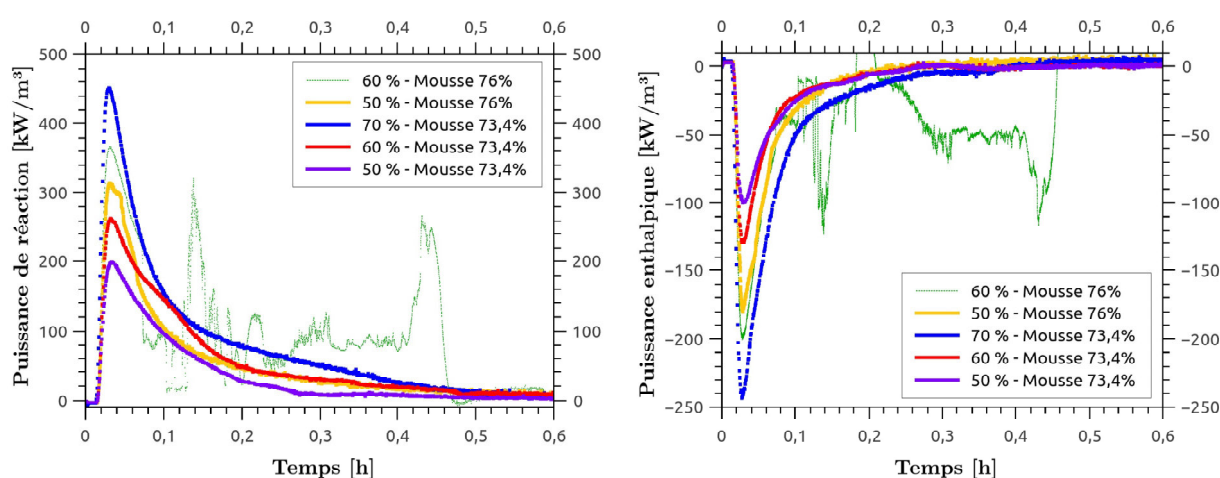 0 0,1 0,2 0,3 0,4 0,5 0,6
500 500
400 400
300 300
200 200
100 100
0 0
Puissance de réaction [kW/m³]
60 % - Mousse 76%
50 % - Mousse 76%
70 % - Mousse 73,4%
60 % - Mousse 73,4%
50 % - Mousse 73,4%
0 0,1 0,2 0,3 0,4 0,5 0,6
Temps [h]
0 0,1 0,2 0,3 0,4 0,5 0,6
0 0
−50 −50
−100 −100
−150 −150
−200 −200
−250 −250
Puissance enthalpique [kW/m³]
60 % - Mousse 76%
50 % - Mousse 76%
70 % - Mousse 73,4%
60 % - Mousse 73,4%
50 % - Mousse 73,4%
0 0,1 0,2 0,3 0,4 0,5 0,6
Temps [h]